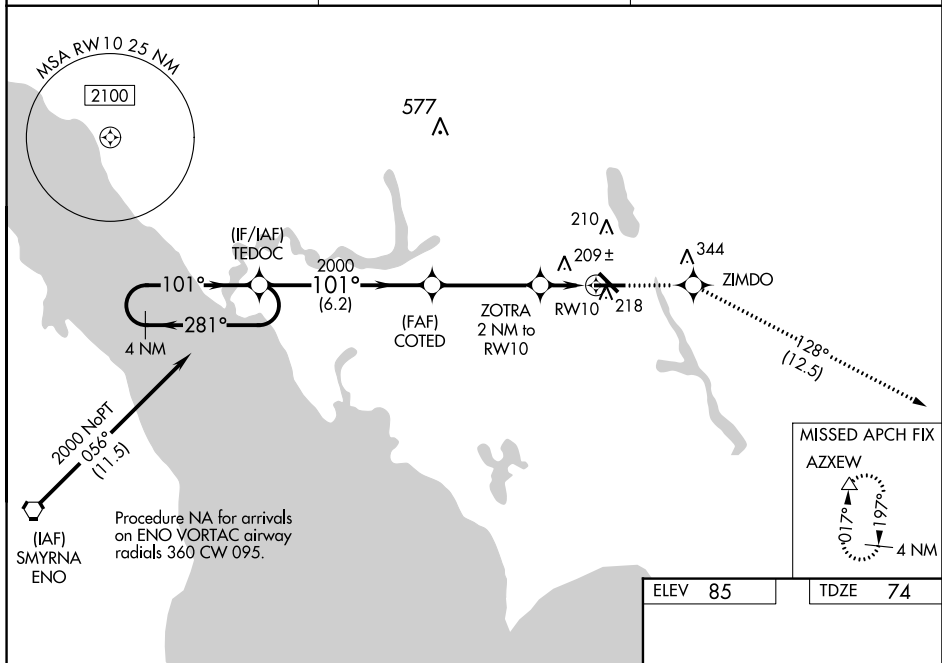 MSA RW10 25 NM
2100
577
(IF/IAF)
TEDOC
2000
101°
101°
(6.2)
281°
4 NM
(FAF)
COTED
ZOTRA
2 NM to
RW10
210
209 ±
RW10
218
344
ZIMDO
128°
(12.5)
2000 NoPT
056°
(11.5)
(IAF)
SMYRNA
ENO
Procedure NA for arrivals
on ENO VORTAC airway
radials 360 CW 095.
MISSED APCH FIX
AZXEW
017°
197°
4 NM
ELEV 85
TDZE 74